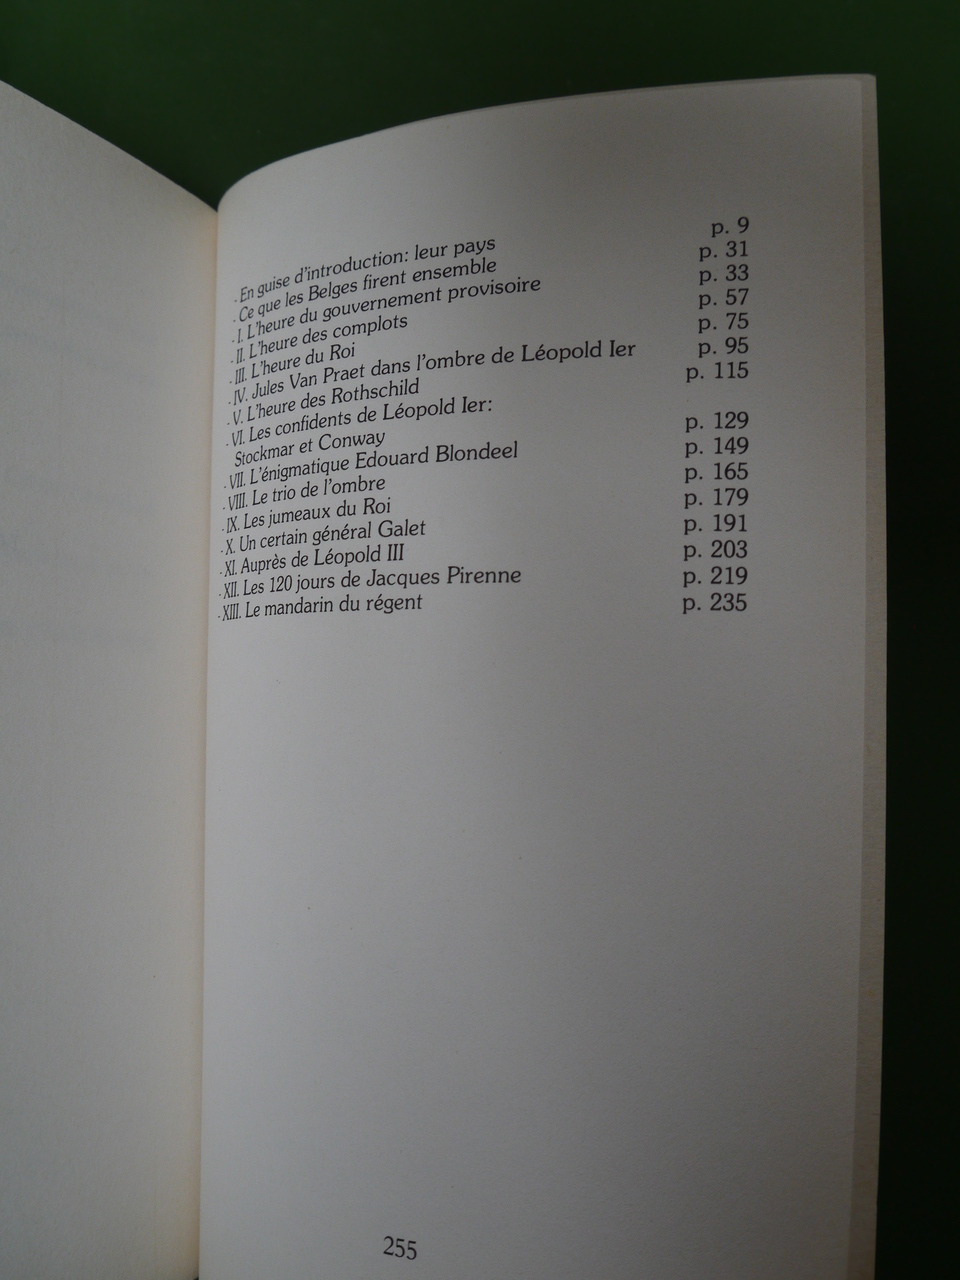 . En guise d'introduction: leur pays p. 9
. Ce que les Belges firent ensemble p. 31
. I. L'heure du gouvernement provisoire p. 33
. II. L'heure des complots p. 57
. III. L'heure du Roi p. 75
. IV. Jules Van Praet dans l'ombre de Léopold Ier p. 95
. V. L'heure des Rothschild p. 115
. VI. Les confidents de Léopold Ier:
Stockmar et Conway p. 129
. VII. L'énigmatique Edouard Blondeel p. 149
. VIII. Le trio de l'ombre p. 165
. IX. Les jumeaux du Roi p. 179
. X. Un certain général Galet p. 191
. XI. Auprès de Léopold III p. 203
. XII. Les 120 jours de Jacques Pirenne p. 219
. XIII. Le mandarin du régent p. 235
255